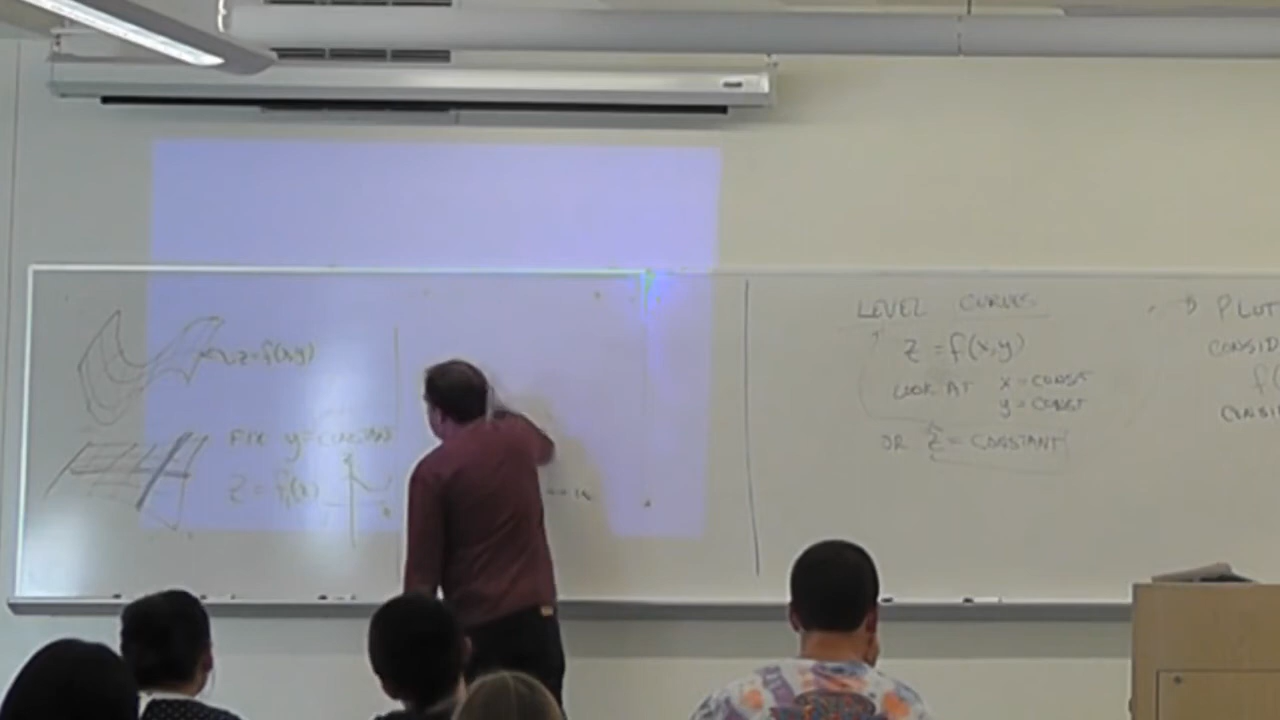 z=f(x,y)
FIX y=CONSTANT
LEVEL CURVES
z=f(x,y)
LOOK AT x=CONST
y=CONST
OR z=CONSTANT
PLOT
CONSID
f(
CONSI